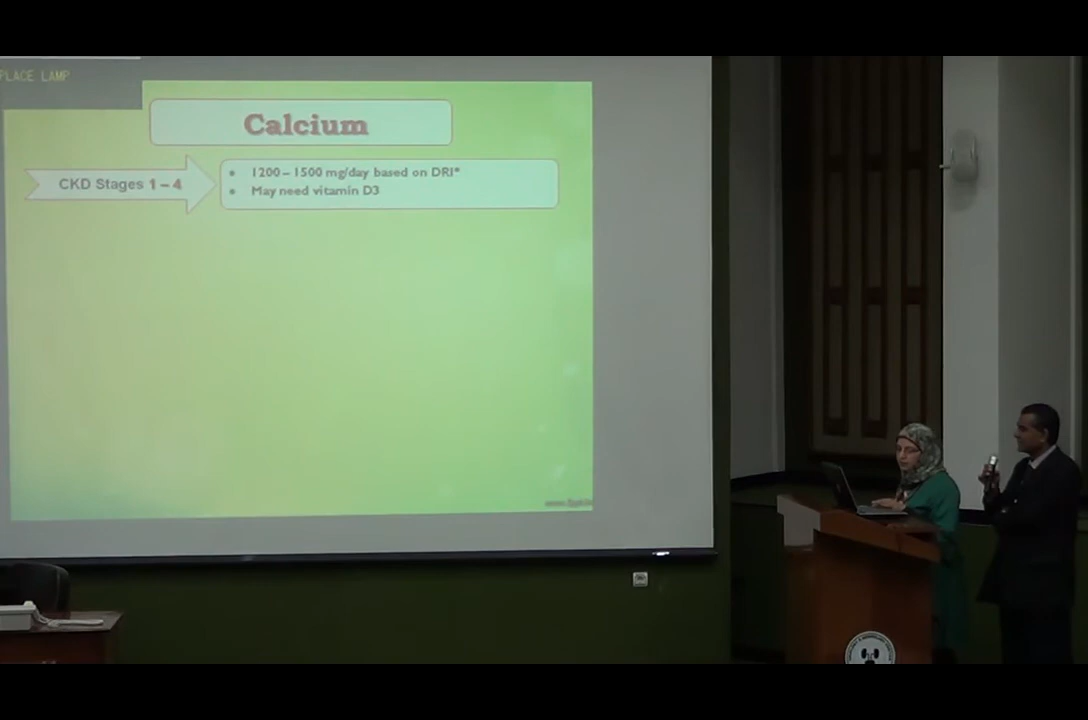 PLACE LAMP
Calcium
CKD Stages 1 – 4
• 1200 – 1500 mg/day based on DRI*
• May need vitamin D3